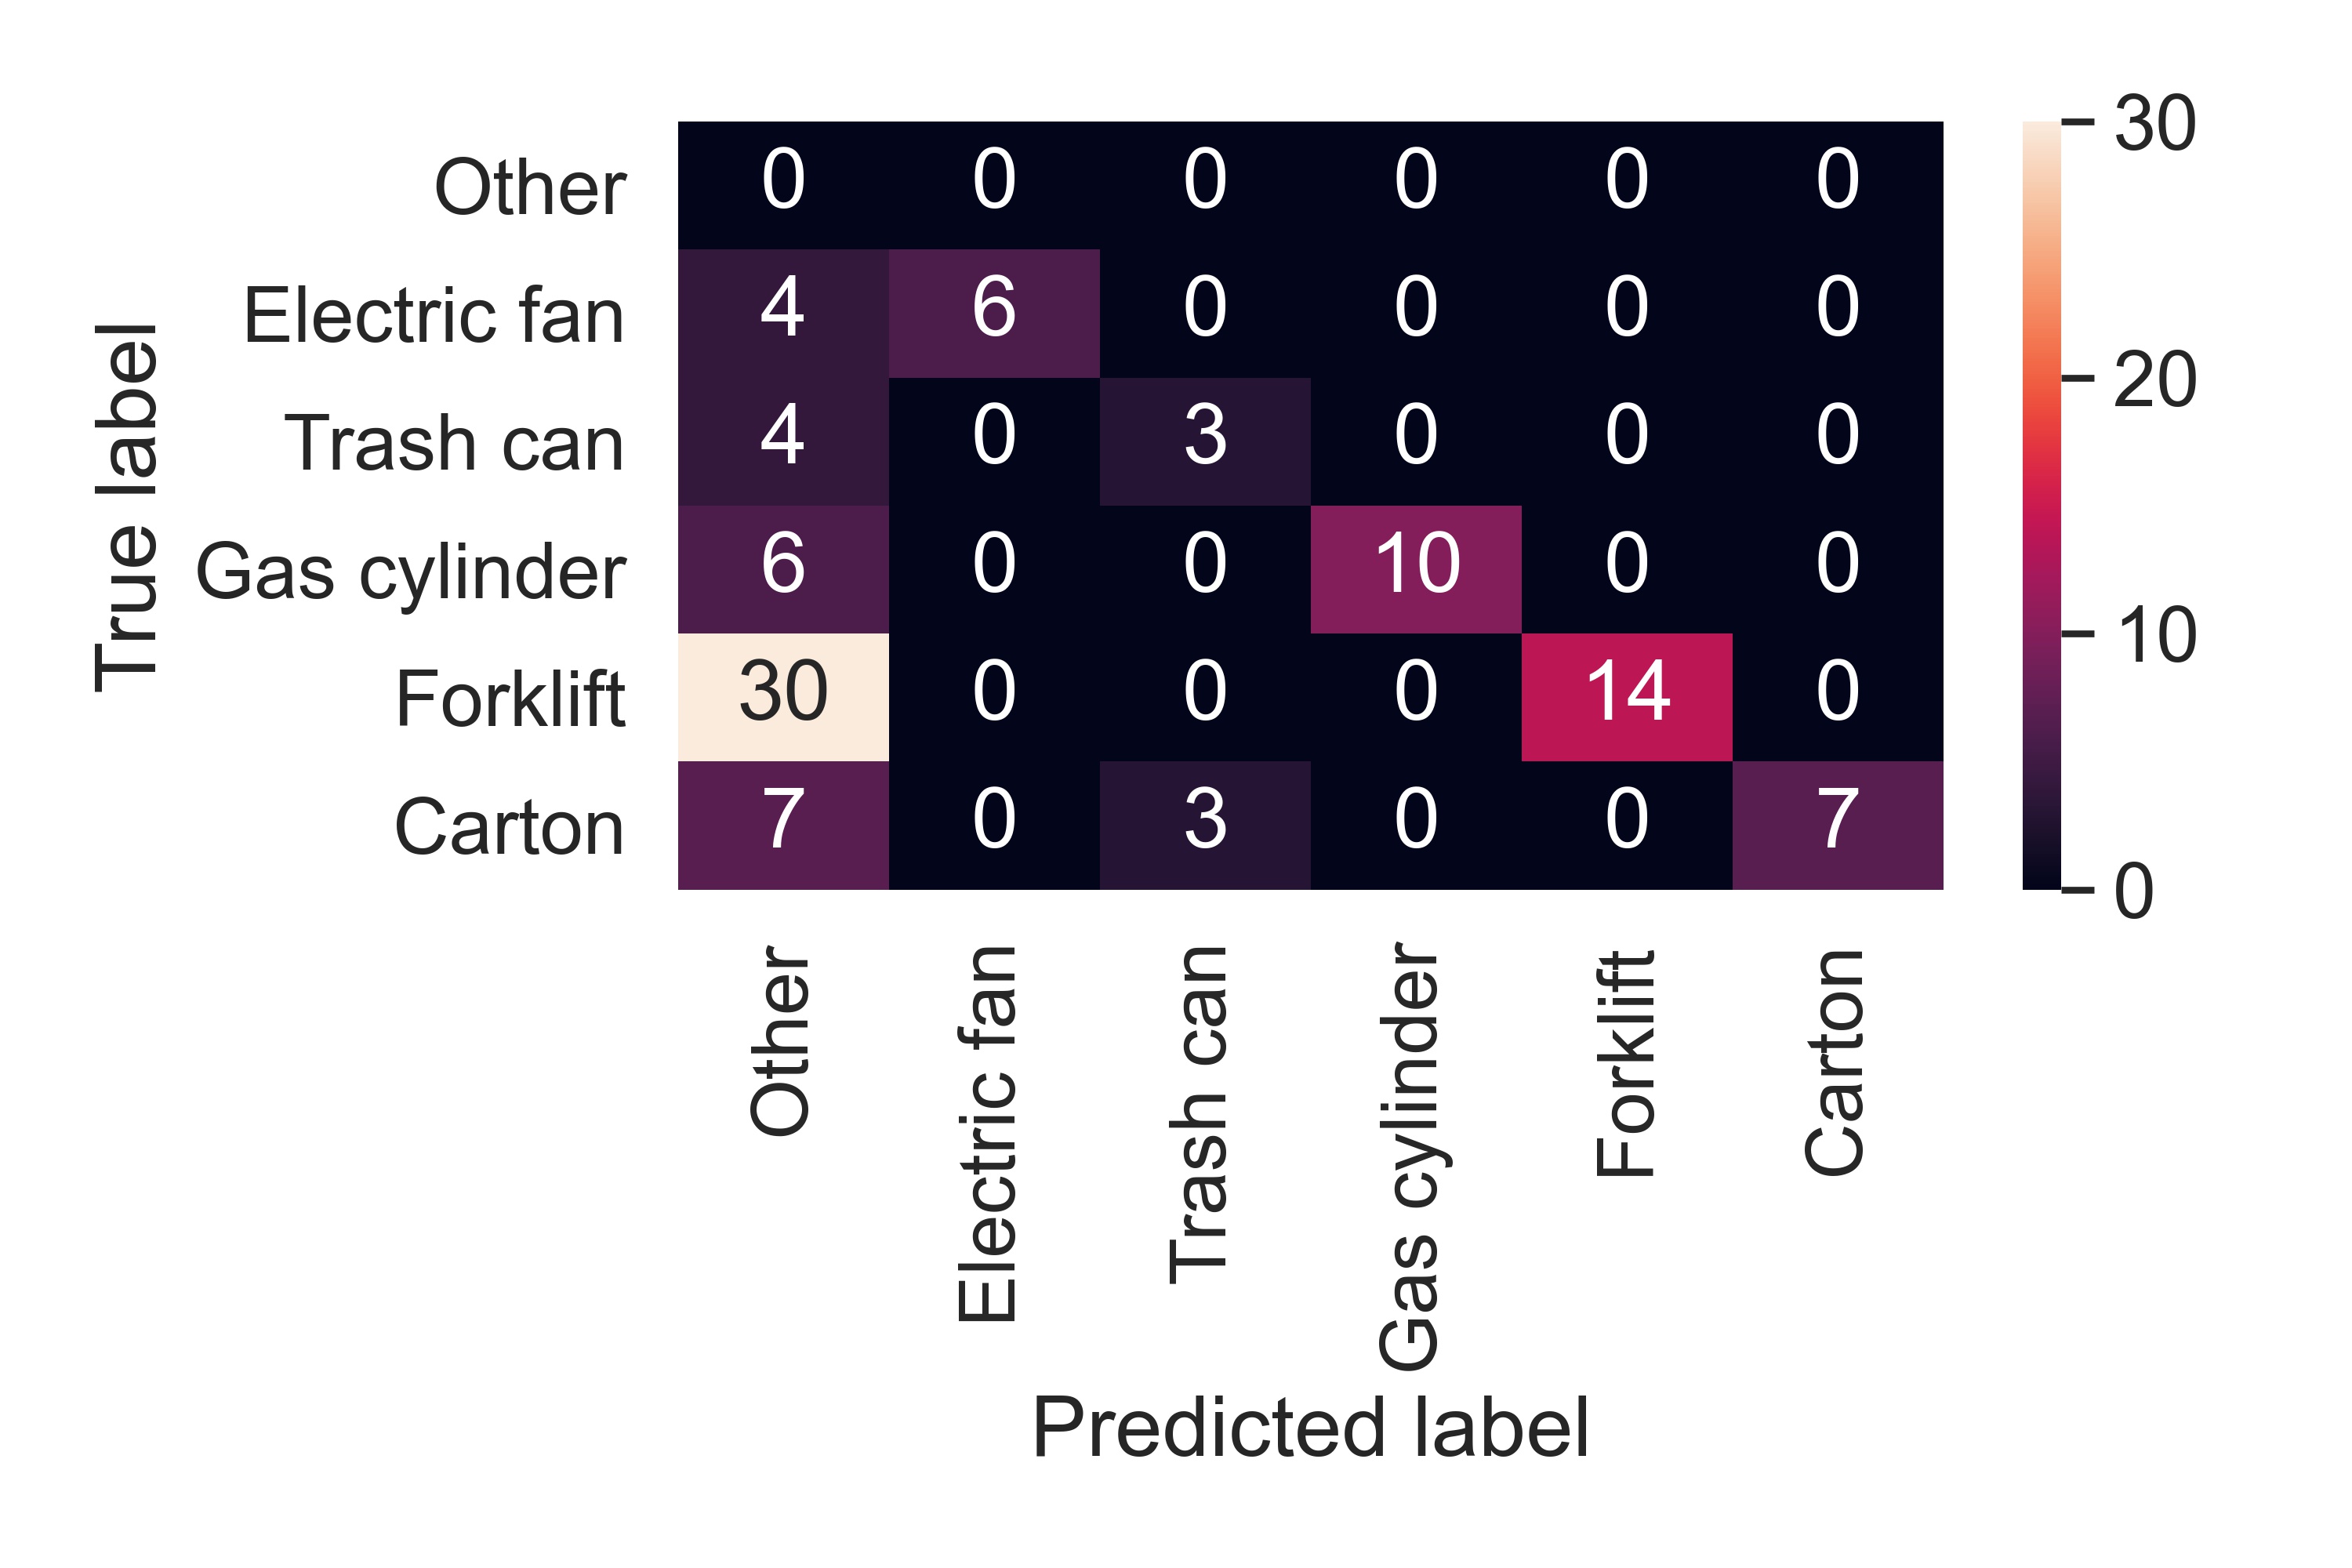 Other 0 0 0 0 0 0
Electric fan 4 6 0 0 0 0
Trash can 4 0 3 0 0 0
Gas cylinder 6 0 0 10 0 0
Forklift 30 0 0 0 14 0
Carton 7 0 3 0 0 7
True label
Other
Electric fan
Trash can
Gas cylinder
Forklift
Carton
Predicted label
30
20
10
0